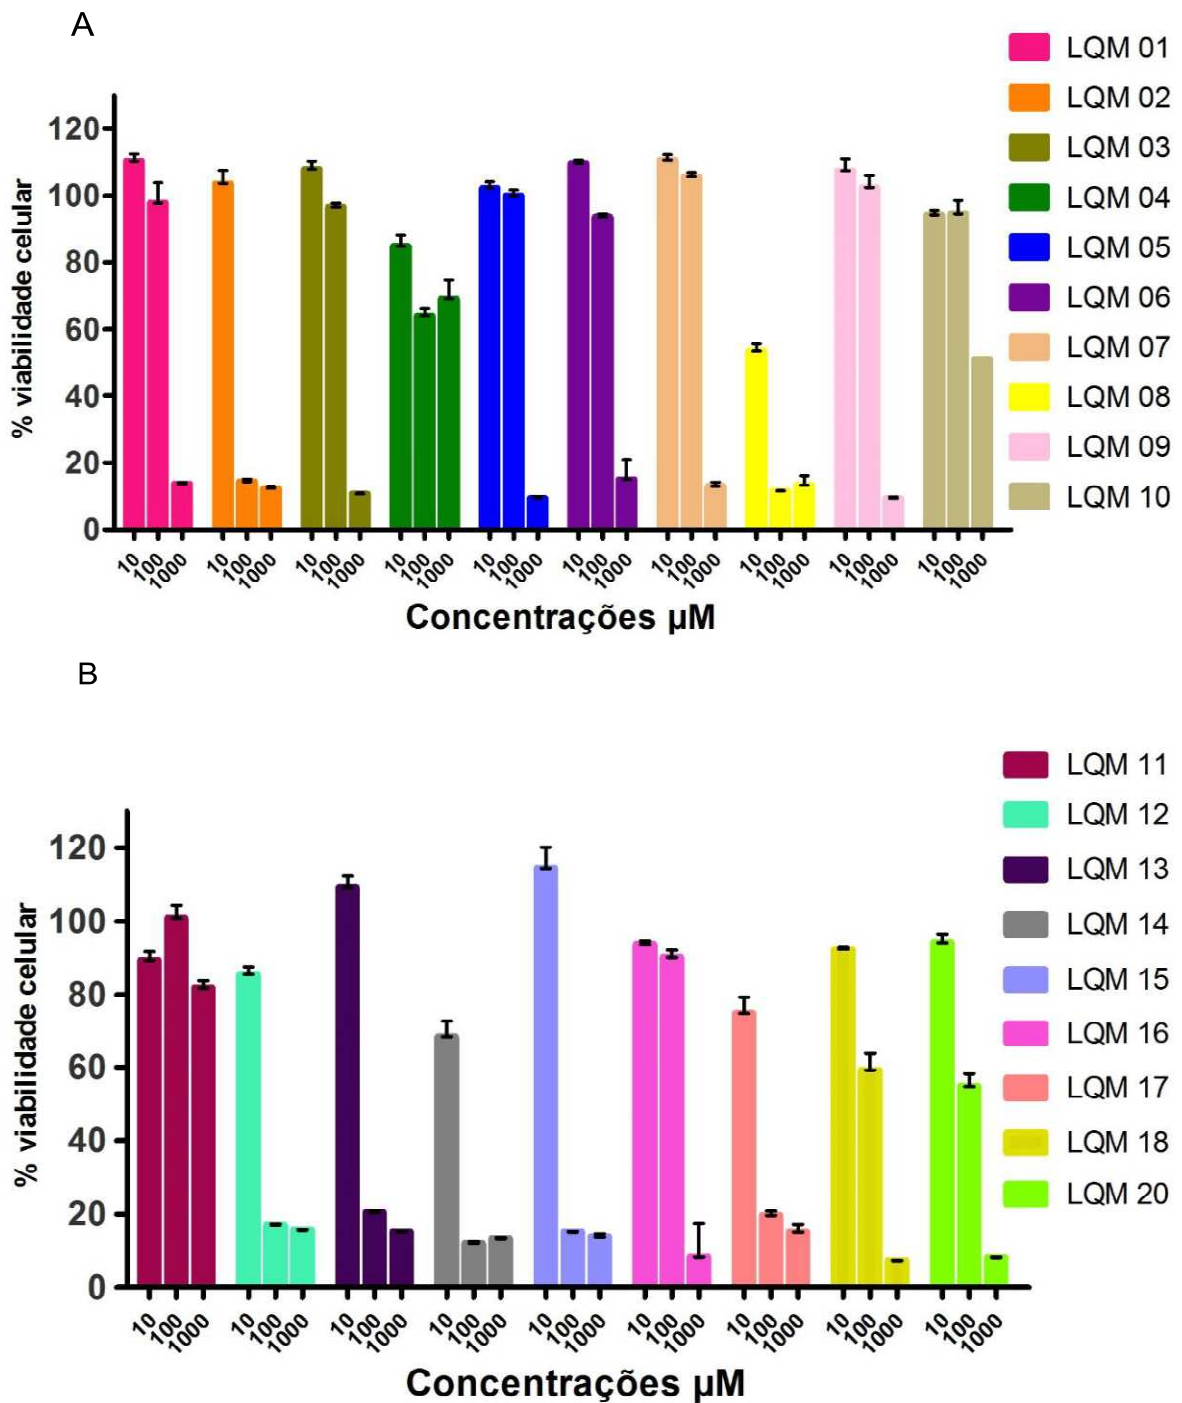 A
% viabilidade celular
120
100
80
60
40
20
0
10 100 1000 10 100 1000 10 100 1000 10 100 1000 10 100 1000 10 100 1000 10 100 1000 10 100 1000 10 100 1000 10 100 1000
Concentrações µM
LQM 01
LQM 02
LQM 03
LQM 04
LQM 05
LQM 06
LQM 07
LQM 08
LQM 09
LQM 10
B
% viabilidade celular
120
100
80
60
40
20
0
10 100 1000 10 100 1000 10 100 1000 10 100 1000 10 100 1000 10 100 1000 10 100 1000 10 100 1000 10 100 1000
Concentrações µM
LQM 11
LQM 12
LQM 13
LQM 14
LQM 15
LQM 16
LQM 17
LQM 18
LQM 20